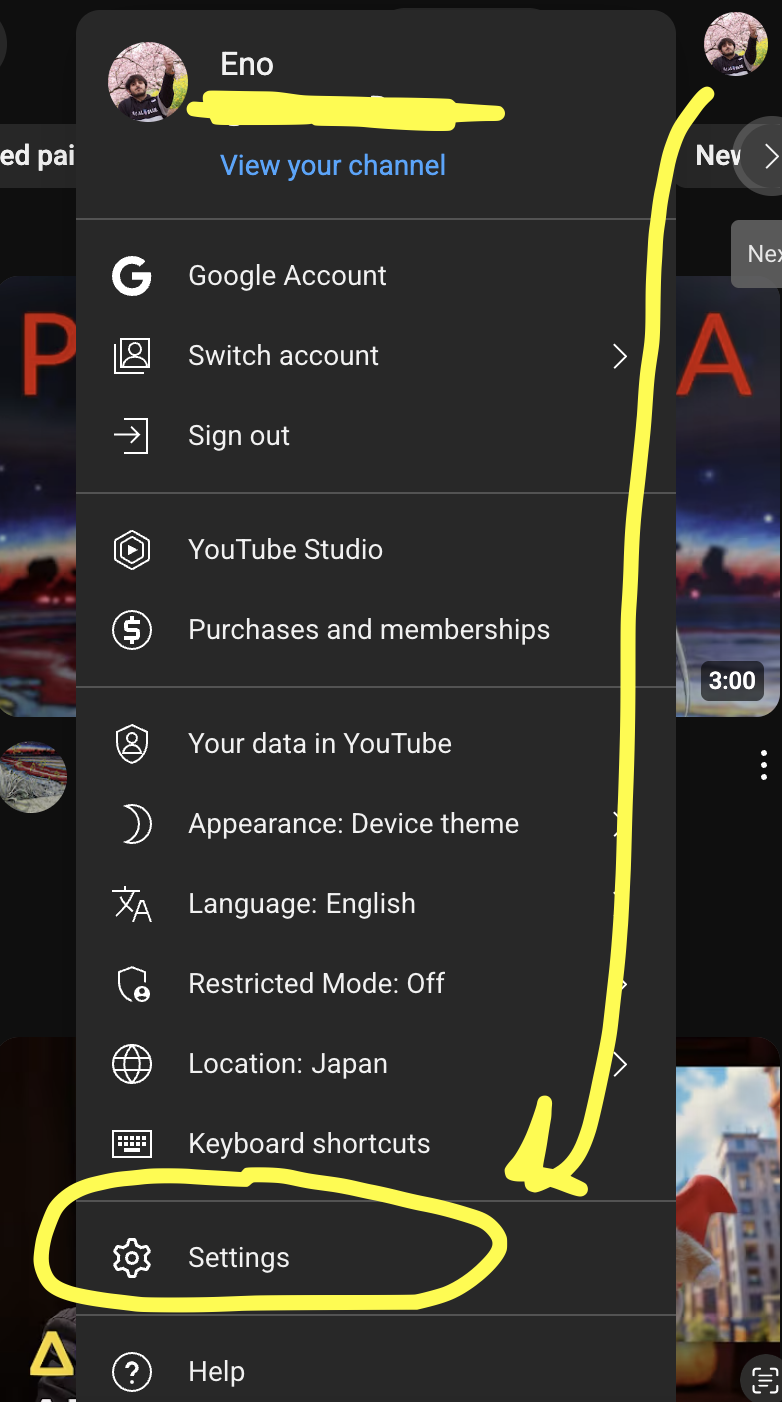 Eno
View your channel
ed pai
New
Nex
Google Account
Switch account
Sign out
P
A
YouTube Studio
Purchases and memberships
3:00
Your data in YouTube
Appearance: Device theme
Language: English
Restricted Mode: Off
Location: Japan
Keyboard shortcuts
Settings
Help